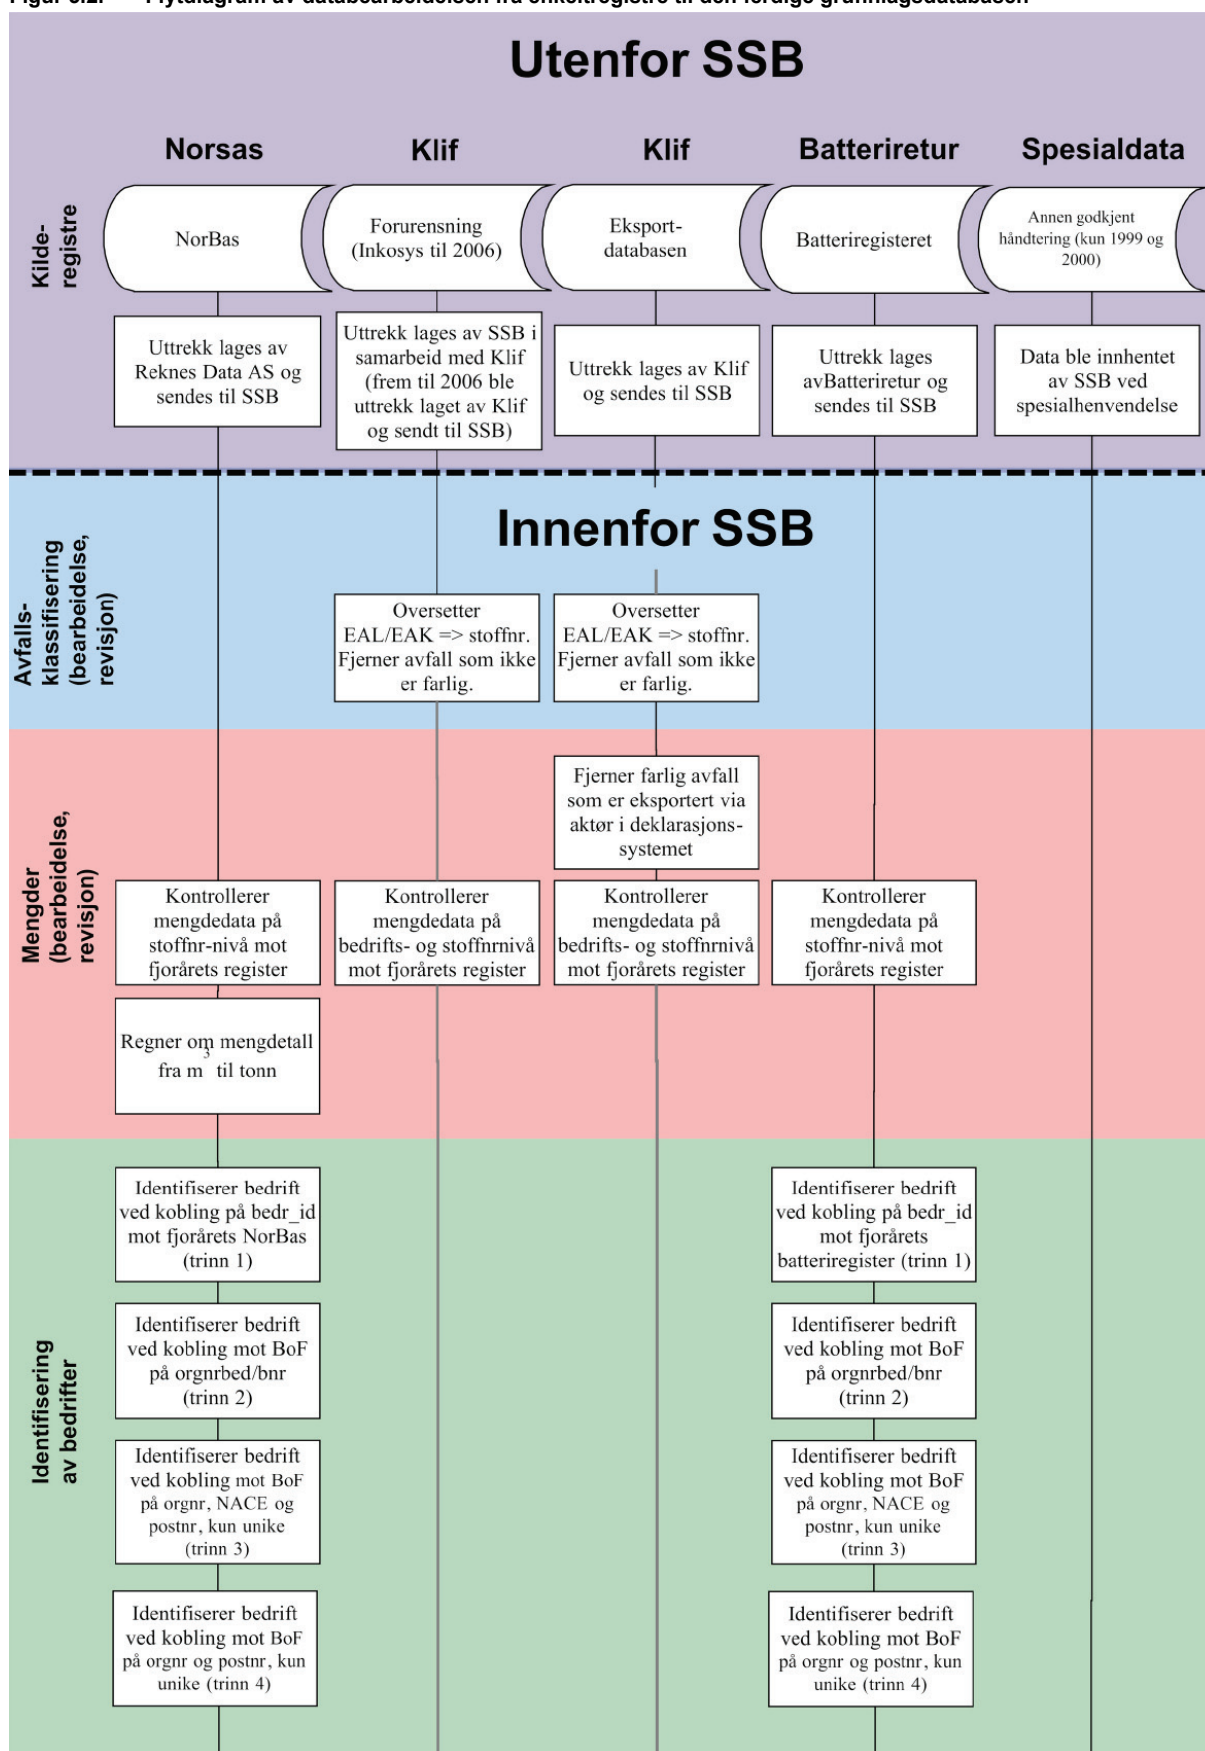 Figur 3.2. Flytdiagram av databearbeidelsen fra enkeltregistre til den ferdige grunnlagsdatabasen
Utenfor SSB
Norsas
Klif
Klif
Batteriretur
Spesialdata
Kilde-
registre
NorBas
Forurensning
(Inkosys til 2006)
Eksport-
databasen
Batteriregisteret
Annen godkjent
håndtering (kun 1999 og
2000)
Uttrekk lages av
Reknes Data AS og
sendes til SSB
Uttrekk lages av SSB i
samarbeid med Klif
(frem til 2006 ble
uttrekk laget av Klif
og sendt til SSB)
Uttrekk lages av Klif
og sendes til SSB
Uttrekk lages
avBatteriretur og
sendes til SSB
Data ble innhentet
av SSB ved
spesialhenvendelse
Innenfor SSB
Avfalls-
klassifisering
(bearbeidelse,
revisjon)
Oversetter
EAL/EAK => stoffnr.
Fjerner avfall som ikke
er farlig.
Oversetter
EAL/EAK => stoffnr.
Fjerner avfall som ikke
er farlig.
Mengder
(bearbeidelse,
revisjon)
Fjerner farlig avfall
som er eksportert via
aktør i deklarasjons-
systemet
Kontrollerer
mengdedata på
stoffnr-nivå mot
fjorårets register
Kontrollerer
mengdedata på
bedrifts- og stoffnrnivå
mot fjorårets register
Kontrollerer
mengdedata på
bedrifts- og stoffnrnivå
mot fjorårets register
Kontrollerer
mengdedata på
stoffnr-nivå mot
fjorårets register
Regner om mengdetall
fra m³ til tonn
Identifisering
av bedrifter
Identifiserer bedrift
ved kobling på bedr_id
mot fjorårets NorBas
(trinn 1)
Identifiserer bedrift
ved kobling på bedr_id
mot fjorårets
batteriregister (trinn 1)
Identifiserer bedrift
ved kobling mot BoF
på orgnrbed/bnr
(trinn 2)
Identifiserer bedrift
ved kobling mot BoF
på orgnrbed/bnr
(trinn 2)
Identifiserer bedrift
ved kobling mot BoF
på orgnr, NACE og
postnr, kun unike
(trinn 3)
Identifiserer bedrift
ved kobling mot BoF
på orgnr, NACE og
postnr, kun unike
(trinn 3)
Identifiserer bedrift
ved kobling mot BoF
på orgnr og postnr, kun
unike (trinn 4)
Identifiserer bedrift
ved kobling mot BoF
på orgnr og postnr, kun
unike (trinn 4)